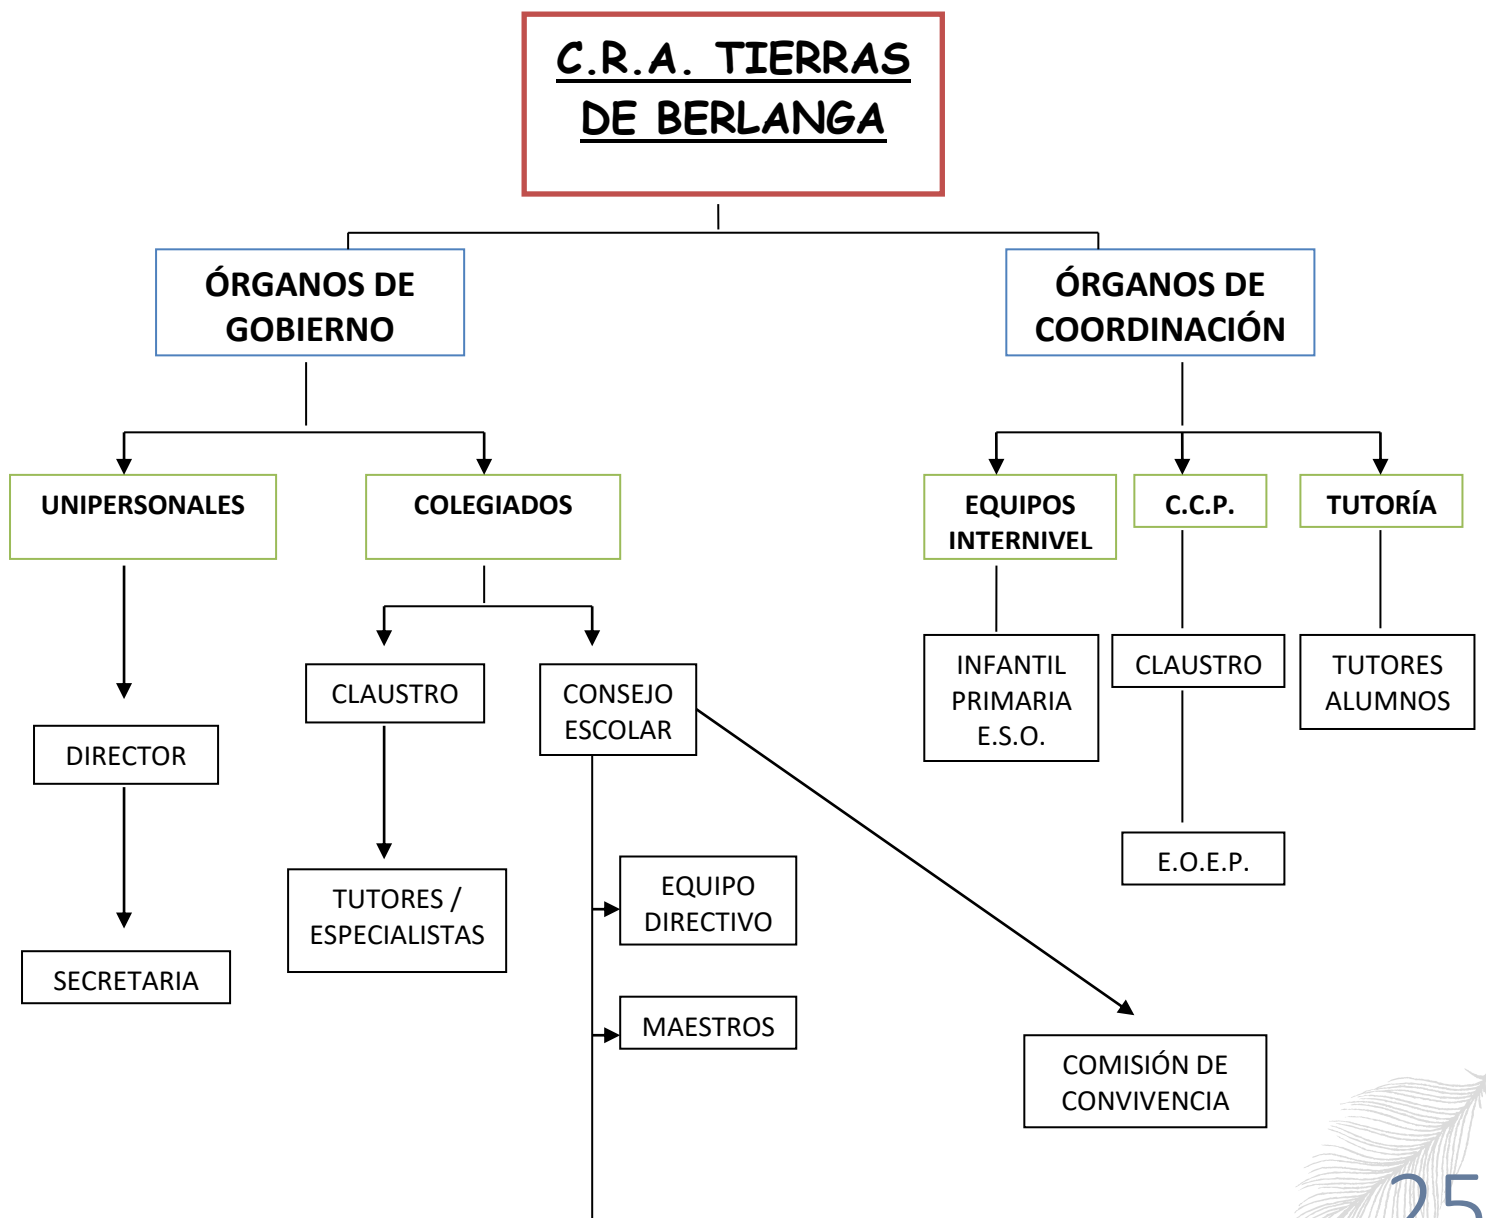 C.R.A. TIERRAS
DE BERLANGA
ÓRGANOS DE
GOBIERNO
ÓRGANOS DE
COORDINACIÓN
UNIPERSONALES
COLEGIADOS
EQUIPOS
INTERNIVEL
C.C.P.
TUTORÍA
CLAUSTRO
CONSEJO
ESCOLAR
INFANTIL
PRIMARIA
E.S.O.
CLAUSTRO
TUTORES
ALUMNOS
DIRECTOR
E.O.E.P.
TUTORES /
ESPECIALISTAS
EQUIPO
DIRECTIVO
SECRETARIA
MAESTROS
COMISIÓN DE
CONVIVENCIA
25